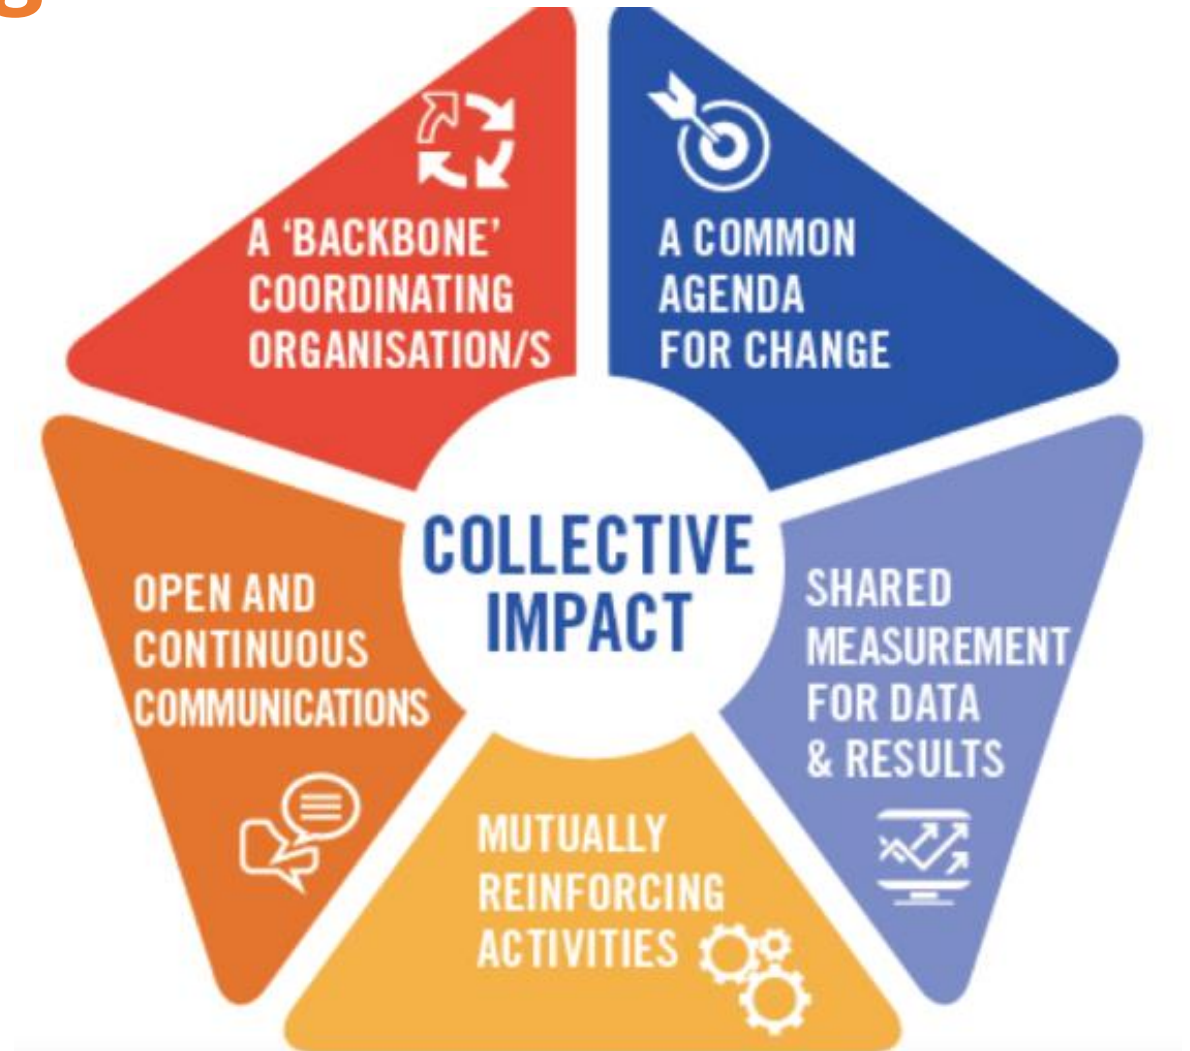 A ‘BACKBONE’
COORDINATING
ORGANISATION/S
A COMMON
AGENDA
FOR CHANGE
COLLECTIVE
IMPACT
OPEN AND
CONTINUOUS
COMMUNICATIONS
SHARED
MEASUREMENT
FOR DATA
& RESULTS
MUTUALLY
REINFORCING
ACTIVITIES